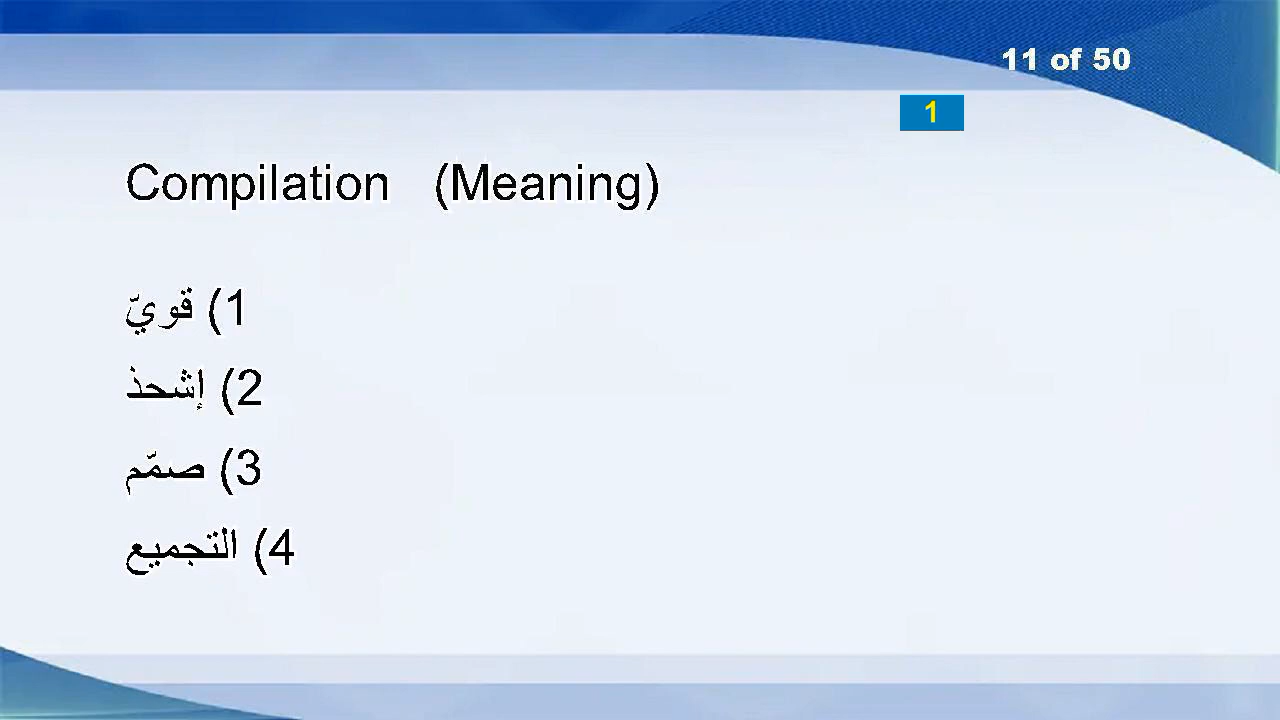 11 of 50
1
Compilation (Meaning)
1) قويّ
2) إشحذ
3) صمّم
4) التجميع